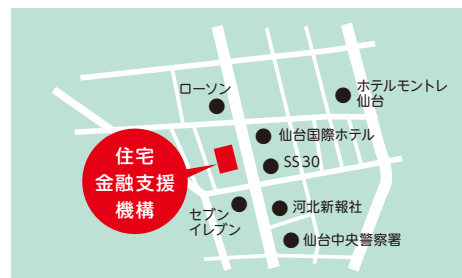 ローソン
ホテルモントレ
仙台
仙台国際ホテル
SS30
住宅
金融支援
機構
セブン
イレブン
河北新報社
仙台中央警察署